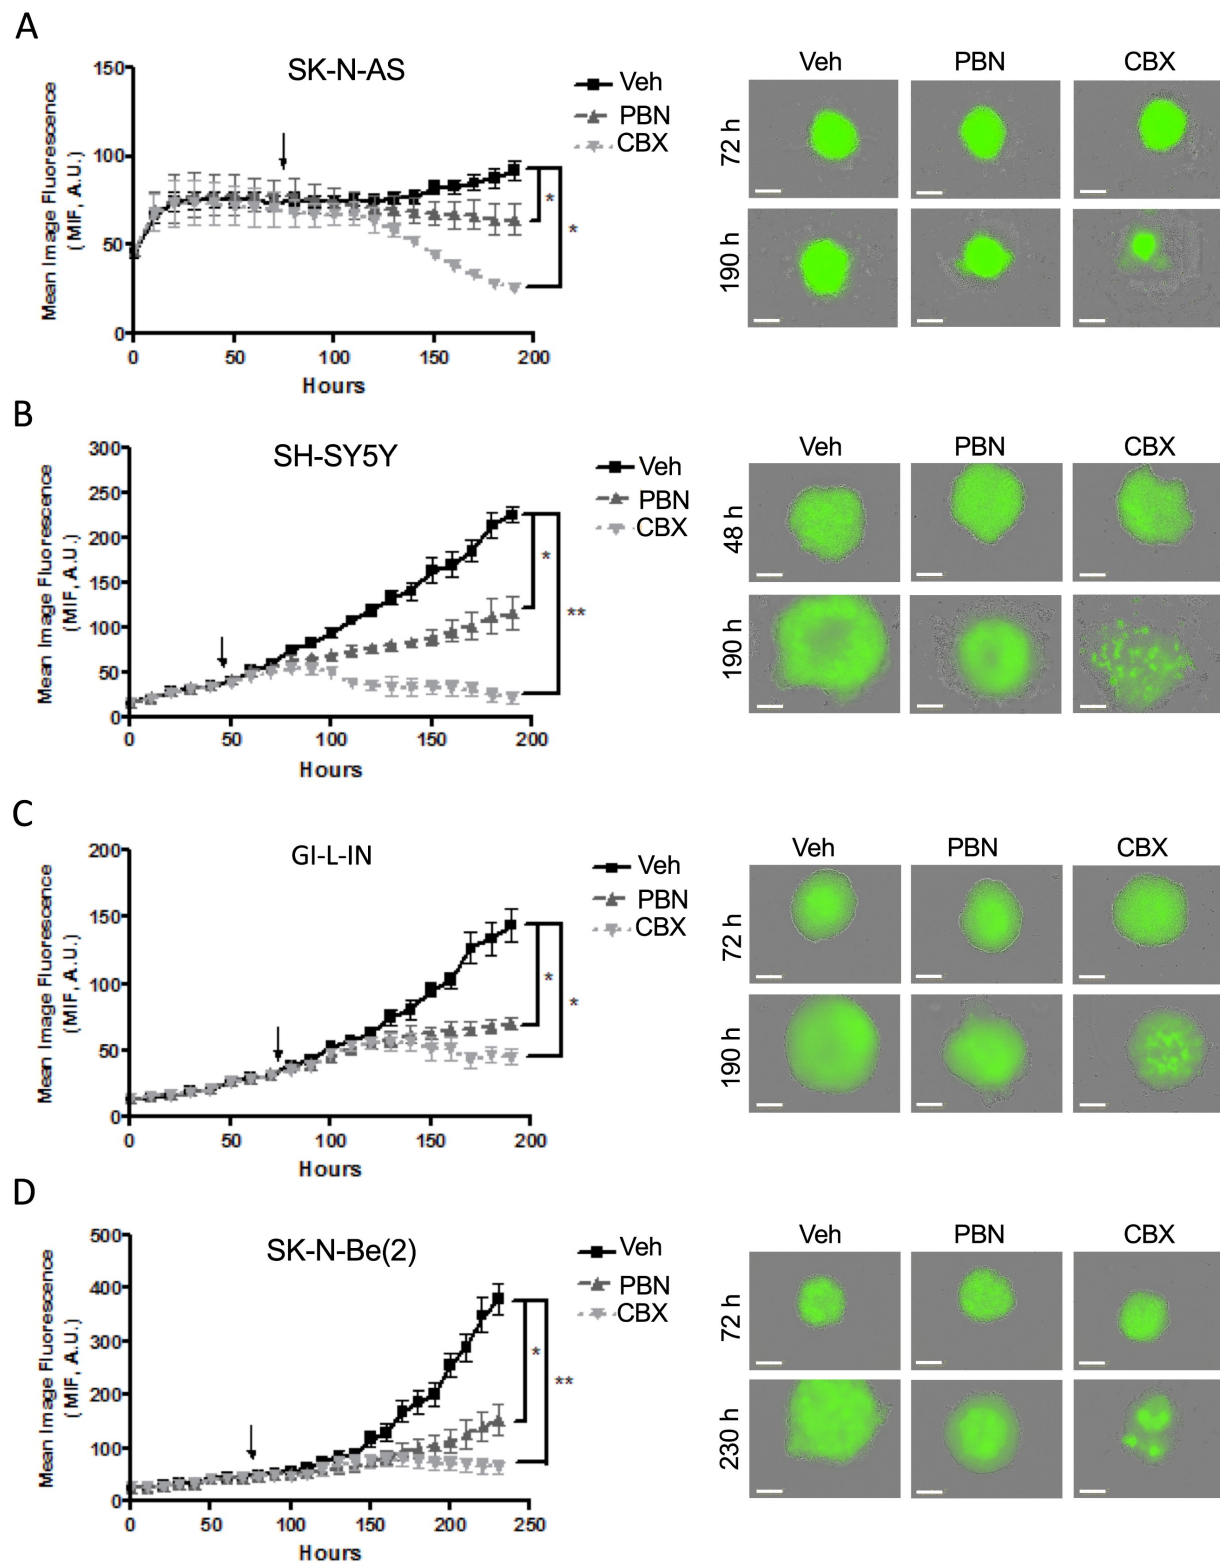 A
SK-N-AS
Mean Image Fluorescence
(MIF, A.U.)
150
100
50
0
0 50 100 150 200
Hours
Veh
PBN
CBX
*
*
Veh PBN CBX
72 h
190 h
B
SH-SY5Y
Mean Image Fluorescence
(MIF, A.U.)
300
250
200
150
100
50
0
0 50 100 150 200
Hours
Veh
PBN
CBX
*
**
Veh PBN CBX
48 h
190 h
C
GI-L-IN
Mean Image Fluorescence
(MIF, A.U.)
200
150
100
50
0
0 50 100 150 200
Hours
Veh
PBN
CBX
*
*
Veh PBN CBX
72 h
190 h
D
SK-N-Be(2)
Mean Image Fluorescence
(MIF, A.U.)
500
400
300
200
100
0
0 50 100 150 200 250
Hours
Veh
PBN
CBX
*
**
Veh PBN CBX
72 h
230 h